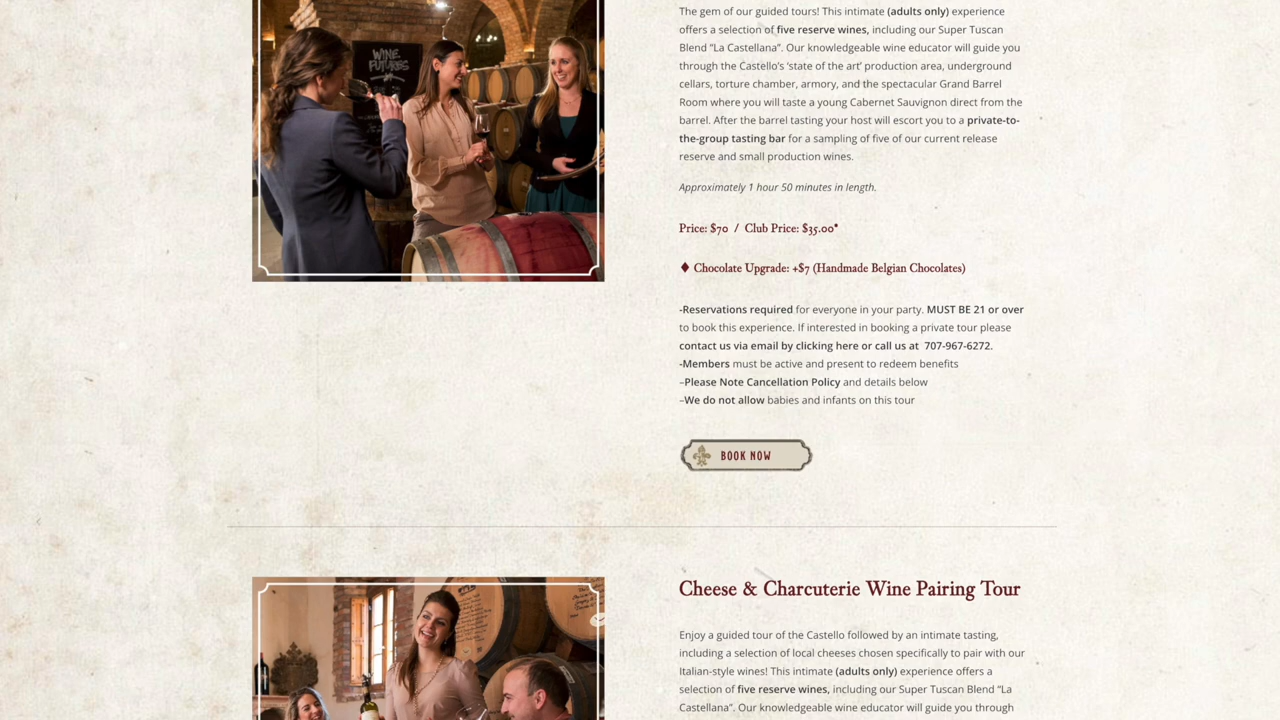 WINE
FUTURES
The gem of our guided tours! This intimate (adults only) experience
offers a selection of five reserve wines, including our Super Tuscan
Blend “La Castellana”. Our knowledgeable wine educator will guide you
through the Castello’s ‘state of the art’ production area, underground
cellars, torture chamber, armory, and the spectacular Grand Barrel
Room where you will taste a young Cabernet Sauvignon direct from the
barrel. After the barrel tasting your host will escort you to a private-to-
the-group tasting bar for a sampling of five of our current release
reserve and small production wines.
Approximately 1 hour 50 minutes in length.
Price: $70 / Club Price: $35.00*
♦ Chocolate Upgrade: +$7 (Handmade Belgian Chocolates)
-Reservations required for everyone in your party. MUST BE 21 or over
to book this experience. If interested in booking a private tour please
contact us via email by clicking here or call us at 707-967-6272.
-Members must be active and present to redeem benefits
–Please Note Cancellation Policy and details below
–We do not allow babies and infants on this tour
BOOK NOW
Cheese & Charcuterie Wine Pairing Tour
Enjoy a guided tour of the Castello followed by an intimate tasting,
including a selection of local cheeses chosen specifically to pair with our
Italian-style wines! This intimate (adults only) experience offers a
selection of five reserve wines, including our Super Tuscan Blend “La
Castellana”. Our knowledgeable wine educator will guide you through